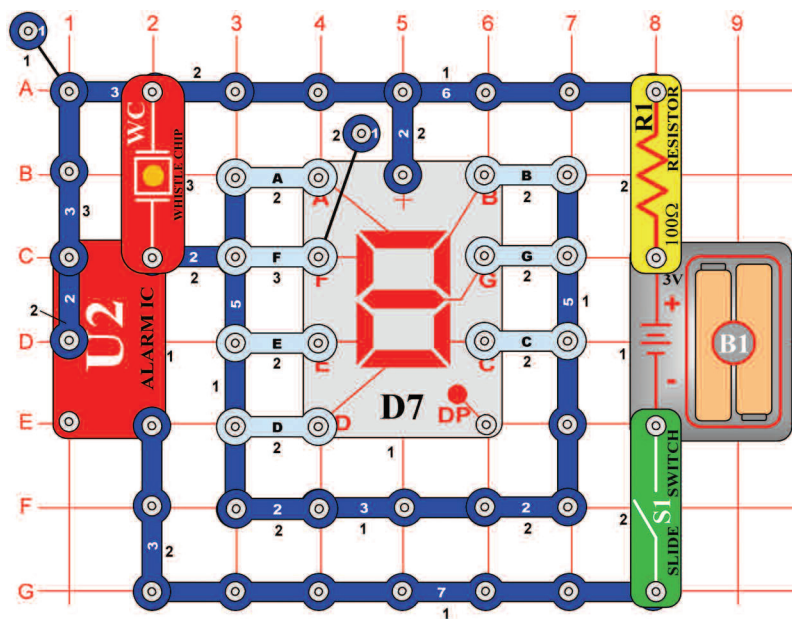 1 2 3 4 5 6 7 8 9
1
1
2
1
A
3
6
R1
RESISTOR
100Ω
2
WC
WHISTLE CHIP
3
2 1
2
2
B
A
2
A
+
B
B
2
3
3
C
2
2
F
3
F
G
G
2
3V
+
-
B1
1
2
2
U2
ALARM IC
1
D
5
1
E
2
E
C
C
2
5
1
E
D
2
D
D7
DP
1
F
2
2
3
1
2
2
S1
SLIDE SWITCH
2
3
2
G
7
1